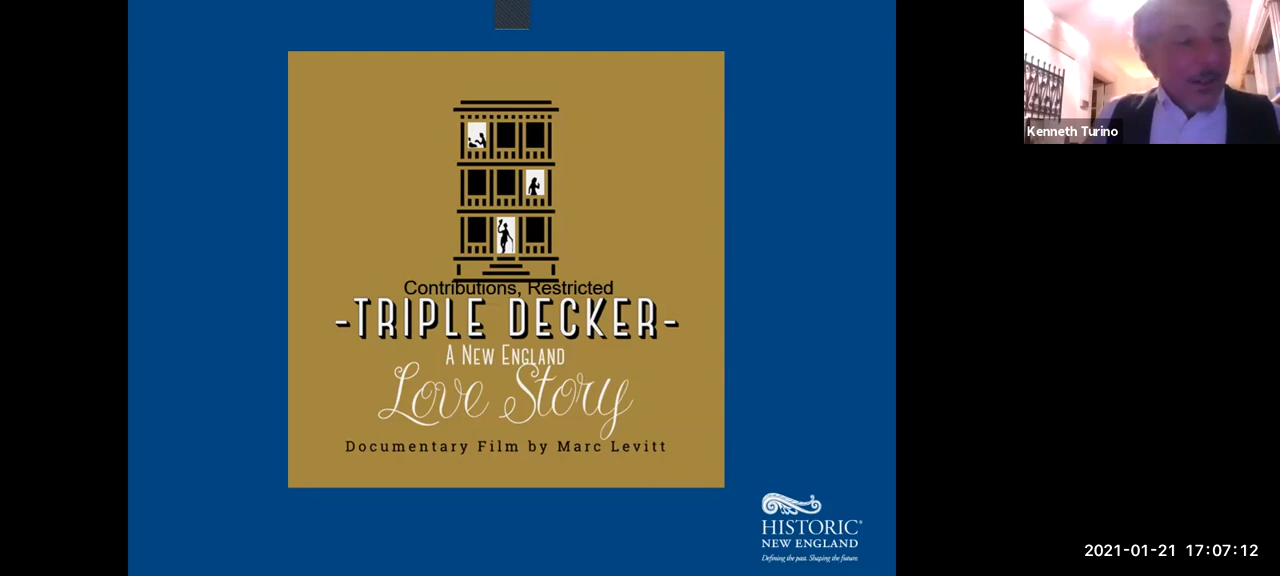 Kenneth Turino
Contributions, Restricted
-TRIPLE DECKER-
A NEW ENGLAND
Love Story
Documentary Film by Marc Levitt
HISTORIC®
NEW ENGLAND
Defining the past. Shaping the future.
2021-01-21 17:07:12